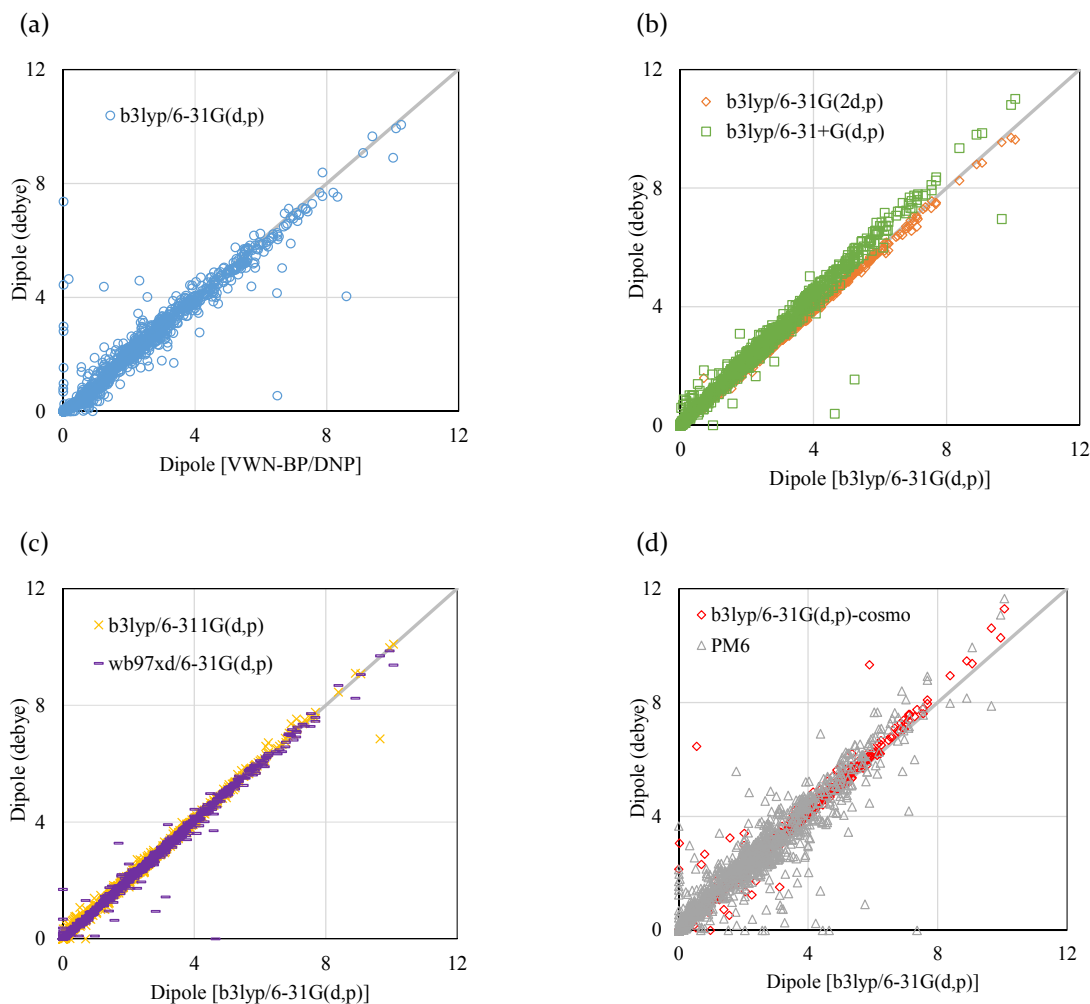 (a)
12
b3lyp/6-31G(d,p)
8
Dipole (debye)
4
0
0 4 8 12
Dipole [VWN-BP/DNP]
(b)
12
b3lyp/6-31G(2d,p)
b3lyp/6-31+G(d,p)
8
Dipole (debye)
4
0
0 4 8 12
Dipole [b3lyp/6-31G(d,p)]
(c)
12
b3lyp/6-311G(d,p)
wb97xd/6-31G(d,p)
8
Dipole (debye)
4
0
0 4 8 12
Dipole [b3lyp/6-31G(d,p)]
(d)
12
b3lyp/6-31G(d,p)-cosmo
PM6
8
Dipole (debye)
4
0
0 4 8 12
Dipole [b3lyp/6-31G(d,p)]